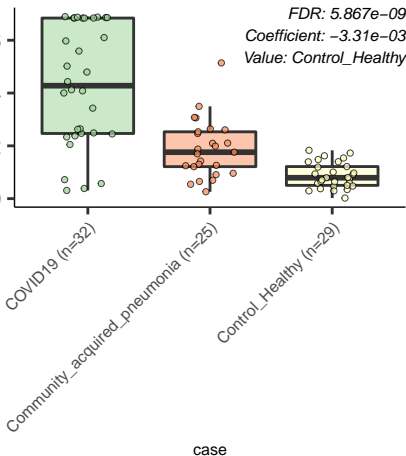 FDR: 5.867e−09
Coefficient: −3.31e−03
Value: Control_Healthy
COVID19 (n=32)
Community_acquired_pneumonia (n=25)
Control_Healthy (n=29)
case